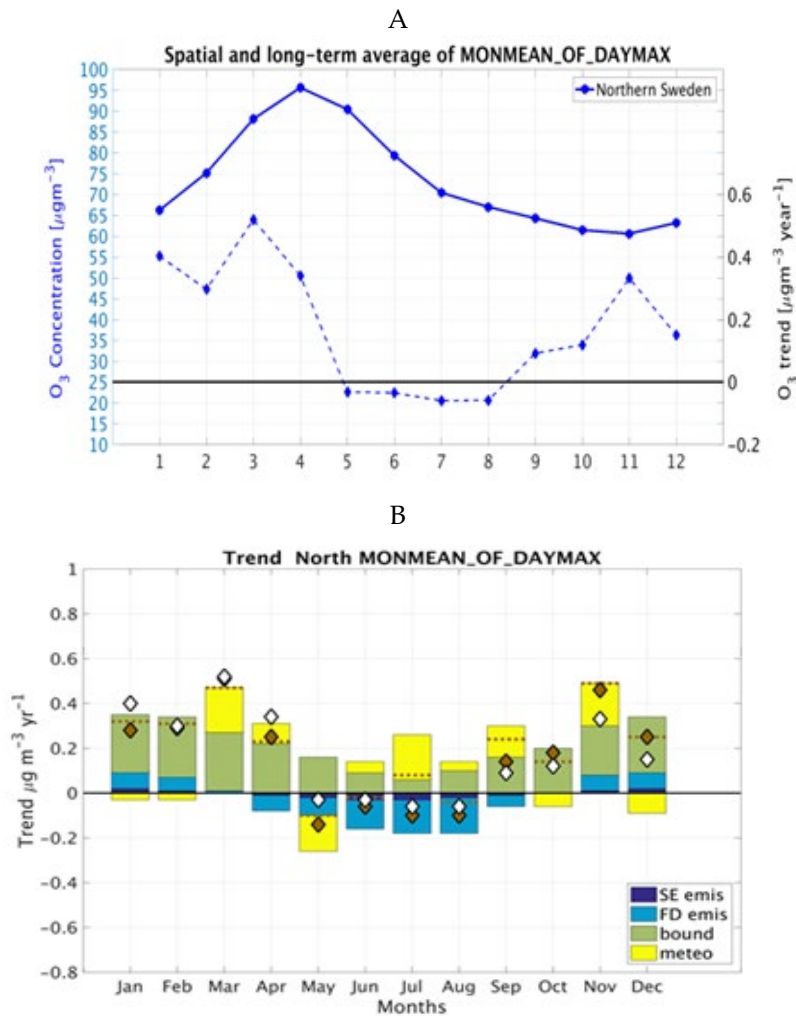 A
Spatial and long-term average of MONMEAN_OF_DAYMAX
Northern Sweden
O3 Concentration [μgm−3]
100
95
90
85
80
75
70
65
60
55
50
45
40
35
30
25
20
15
10
0.6
0.4
0.2
0
-0.2
O3 trend [μgm−3 year−1]
1 2 3 4 5 6 7 8 9 10 11 12
B
Trend North MONMEAN_OF_DAYMAX
Trend μg m−3 yr−1
1
0.8
0.6
0.4
0.2
0
-0.2
-0.4
-0.6
-0.8
SE emis
FD emis
bound
meteo
Jan Feb Mar Apr May Jun Jul Aug Sep Oct Nov Dec
Months